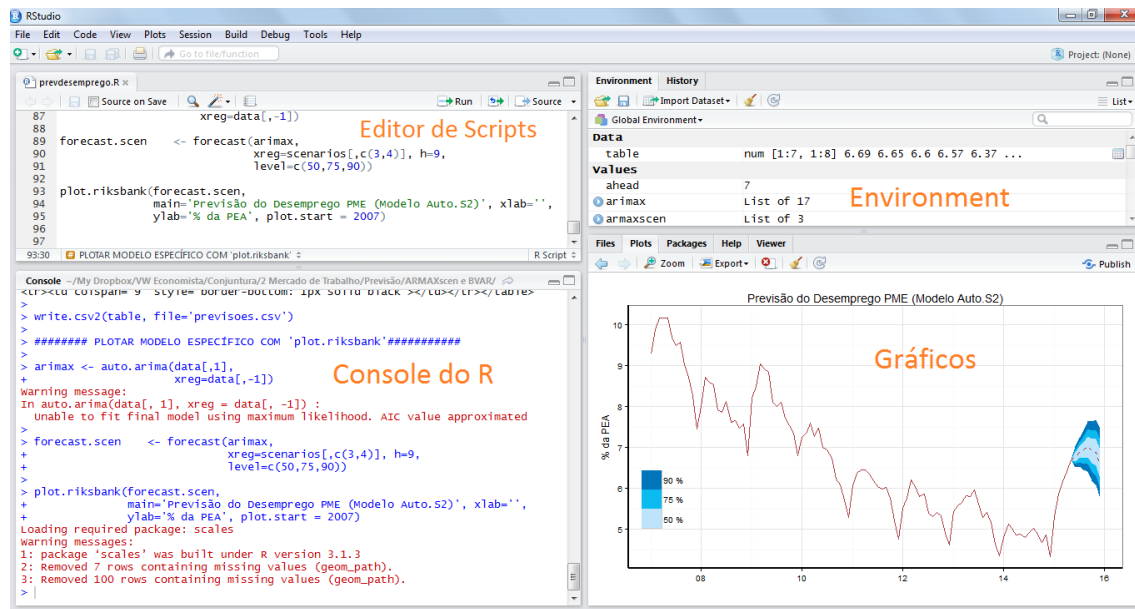 RStudio
File Edit Code View Plots Session Build Debug Tools Help
Go to file/function
Project: (None)
prevdesemprego.R
Source on Save
Run
Source
87 xreg=data[,-1])
88
89 forecast.scen <- forecast(arimax,
90 xreg=scenarios[,c(3,4)], h=9,
91 level=c(50,75,90))
92
93 plot.riksbank(forecast.scen,
94 main='Previsão do Desemprego PME (Modelo Auto.S2)', xlab='',
95 ylab='% da PEA', plot.start = 2007)
96
97
Editor de Scripts
93:30 PLOTAR MODELO ESPECÍFICO COM 'plot.riksbank'
R Script
Console ~/My Dropbox/VW Economista/Conjuntura/2 Mercado de Trabalho/Previsão/ARMAXscen e BVAR/
<tr><td colspan='9' style='border-bottom: 1px solid black'></td></tr></table>
>
> write.csv2(table, file='previsoes.csv')
>
> ######## PLOTAR MODELO ESPECÍFICO COM 'plot.riksbank'###########
>
> arimax <- auto.arima(data[,1],
+ xreg=data[,-1])
Warning message:
In auto.arima(data[, 1], xreg = data[, -1]) :
Unable to fit final model using maximum likelihood. AIC value approximated
>
> forecast.scen <- forecast(arimax,
+ xreg=scenarios[,c(3,4)], h=9,
+ level=c(50,75,90))
>
> plot.riksbank(forecast.scen,
+ main='Previsão do Desemprego PME (Modelo Auto.S2)', xlab='',
+ ylab='% da PEA', plot.start = 2007)
Loading required package: scales
Warning messages:
1: package ‘scales’ was built under R version 3.1.3
2: Removed 7 rows containing missing values (geom_path).
3: Removed 100 rows containing missing values (geom_path).
>
Console do R
Environment History
Import Dataset
List
Global Environment
Data
table num [1:7, 1:8] 6.69 6.65 6.6 6.57 6.37 ...
Values
ahead 7
arimax List of 17
armaxscen List of 3
Environment
Files Plots Packages Help Viewer
Zoom Export
Publish
Previsão do Desemprego PME (Modelo Auto.S2)
Gráficos
% da PEA
10
9
8
7
6
5
90 %
75 %
50 %
08 10 12 14 16